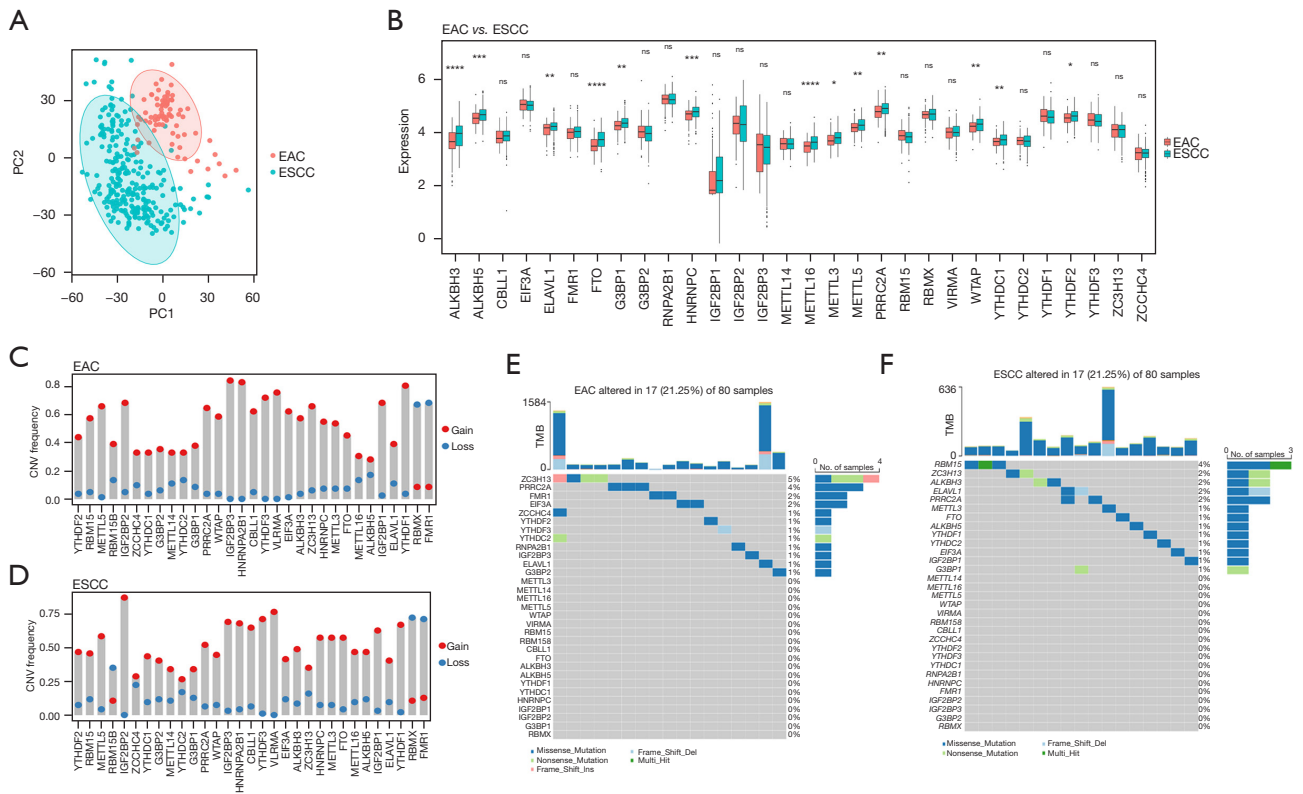 A
PC2
30
0
−30
−60
−60
−30
0
30
60
PC1
EAC
ESCC
B
EAC vs. ESCC
Expression
6
4
2
0
**** *** ns ns ** ns **** ** ns ns *** ns ns ns ns **** * ** ** ns ns ns ** ** ns ns * ns ns ns
ALKBH3
ALKBH5
CBLL1
EIF3A
ELAVL1
FMR1
FTO
G3BP1
G3BP2
RNPA2B1
HNRNPC
IGF2BP1
IGF2BP2
IGF2BP3
METTL14
METTL16
METTL3
METTL5
PRRC2A
RBM15
RBMX
VIRMA
WTAP
YTHDC1
YTHDC2
YTHDF1
YTHDF2
YTHDF3
ZC3H13
ZCCHC4
EAC
ESCC
C
EAC
CNV frequency
0.8
0.6
0.4
0.2
0.0
YTHDF2
RBM15
METTL5
RBM15B
IGF2BP2
ZCCHC4
YTHDC1
G3BP2
METTL14
YTHDC2
G3BP1
PRRC2A
WTAP
IGF2BP3
HNRNPA2B1
CBLL1
YTHDF3
VLRMA
EIF3A
ALKBH3
ZC3H13
HNRNPC
METTL3
FTO
METTL16
ALKBH5
IGF2BP1
ELAVL1
YTHDF1
RBMX
FMR1
Gain
Loss
D
ESCC
CNV frequency
0.75
0.50
0.25
0.00
YTHDF2
RBM15
METTL5
RBM15B
IGF2BP2
ZCCHC4
YTHDC1
G3BP2
METTL14
YTHDC2
G3BP1
PRRC2A
WTAP
IGF2BP3
HNRNPA2B1
CBLL1
YTHDF3
VLRMA
EIF3A
ALKBH3
ZC3H13
HNRNPC
METTL3
FTO
METTL16
ALKBH5
IGF2BP1
ELAVL1
YTHDF1
RBMX
FMR1
Gain
Loss
E
EAC altered in 17 (21.25%) of 80 samples
1584
TMB
0
No. of samples
0 4
ZC3H13 5%
PRRC2A 4%
FMR1 2%
EIF3A 2%
ZCCHC4 1%
YTHDF2 1%
YTHDF3 1%
YTHDC2 1%
RNPA2B1 1%
IGF2BP3 1%
ELAVL1 1%
G3BP2 1%
METTL3 0%
METTL14 0%
METTL16 0%
METTL5 0%
WTAP 0%
VIRMA 0%
RBM15 0%
RBM158 0%
CBLL1 0%
FTO 0%
ALKBH3 0%
ALKBH5 0%
YTHDF1 0%
YTHDC1 0%
HNRNPC 0%
IGF2BP1 0%
IGF2BP2 0%
G3BP1 0%
RBMX 0%
Missense_Mutation
Nonsense_Mutation
Frame_Shift_Ins
Frame_Shift_Del
Multi_Hit
F
ESCC altered in 17 (21.25%) of 80 samples
636
TMB
0
No. of samples
0 3
RBM15 4%
ZC3H13 2%
ALKBH3 2%
ELAVL1 2%
PRRC2A 2%
METTL3 1%
FTO 1%
ALKBH5 1%
YTHDF1 1%
YTHDC2 1%
EIF3A 1%
IGF2BP1 1%
G3BP1 1%
METTL14 0%
METTL16 0%
METTL5 0%
WTAP 0%
VIRMA 0%
RBM158 0%
CBLL1 0%
ZCCHC4 0%
YTHDF2 0%
YTHDF3 0%
YTHDC1 0%
RNPA2B1 0%
HNRNPC 0%
FMR1 0%
IGF2BP2 0%
IGF2BP3 0%
G3BP2 0%
RBMX 0%
Missense_Mutation
Nonsense_Mutation
Frame_Shift_Del
Multi_Hit